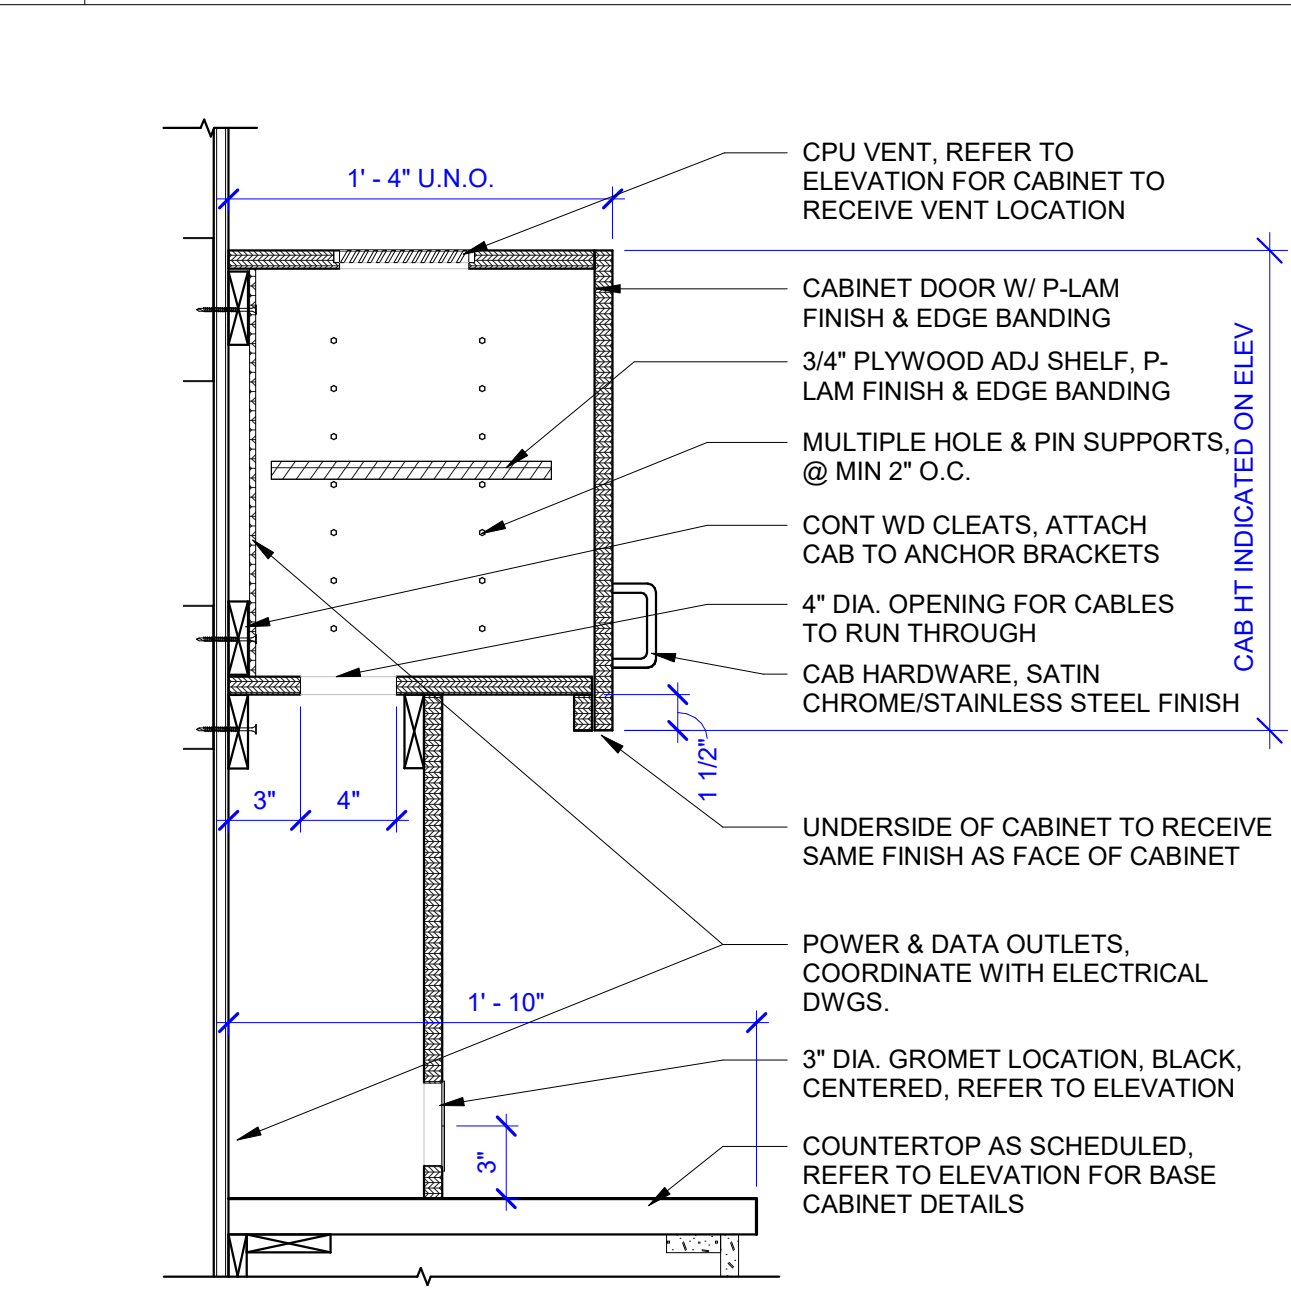 1' - 4" U.N.O.
CPU VENT, REFER TO
ELEVATION FOR CABINET TO
RECEIVE VENT LOCATION
CABINET DOOR W/ P-LAM
FINISH & EDGE BANDING
3/4" PLYWOOD ADJ SHELF, P-
LAM FINISH & EDGE BANDING
MULTIPLE HOLE & PIN SUPPORTS,
@ MIN 2" O.C.
CONT WD CLEATS, ATTACH
CAB TO ANCHOR BRACKETS
4" DIA. OPENING FOR CABLES
TO RUN THROUGH
CAB HARDWARE, SATIN
CHROME/STAINLESS STEEL FINISH
CAB HT INDICATED ON ELEV
1 1/2"
3"
4"
UNDERSIDE OF CABINET TO RECEIVE
SAME FINISH AS FACE OF CABINET
POWER & DATA OUTLETS,
COORDINATE WITH ELECTRICAL
DWGS.
1' - 10"
3" DIA. GROMET LOCATION, BLACK,
CENTERED, REFER TO ELEVATION
3"
COUNTERTOP AS SCHEDULED,
REFER TO ELEVATION FOR BASE
CABINET DETAILS